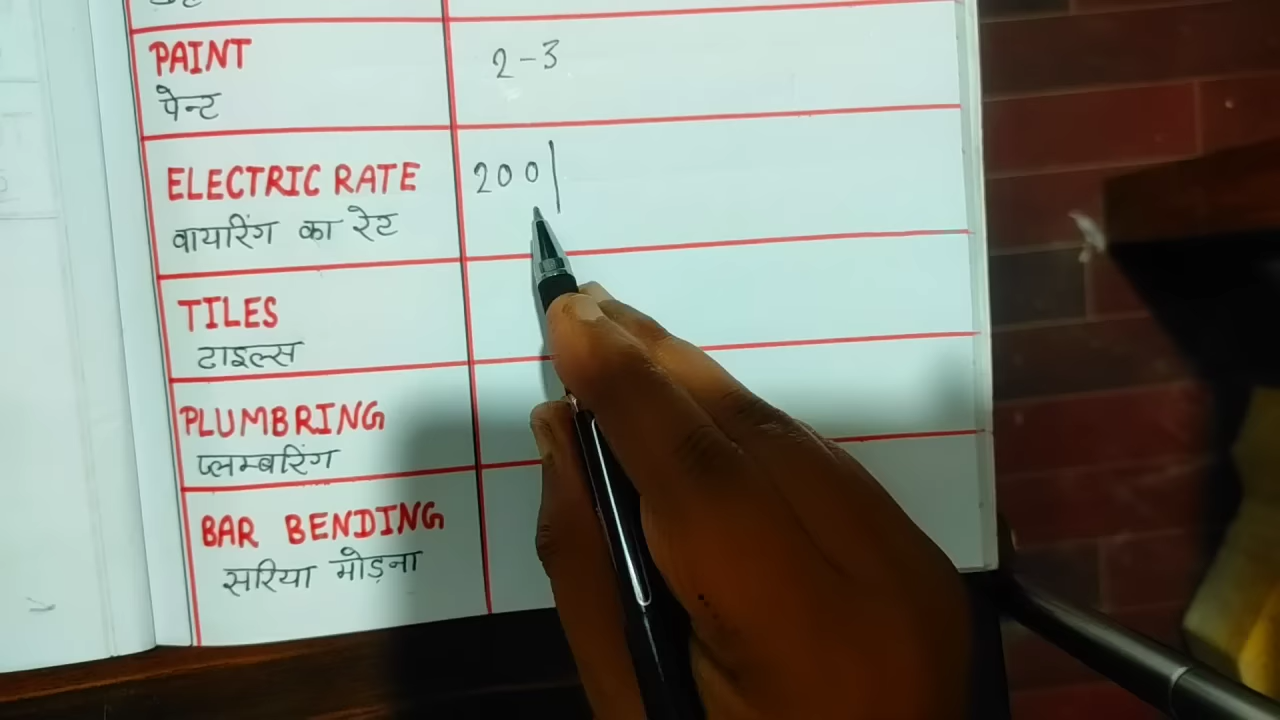 PAINT
पेन्ट
2-3
ELECTRIC RATE
वायरिंग का रेट
200|
TILES
टाइल्स
PLUMBRING
प्लम्बरिंग
BAR BENDING
सरिया मोड़ना